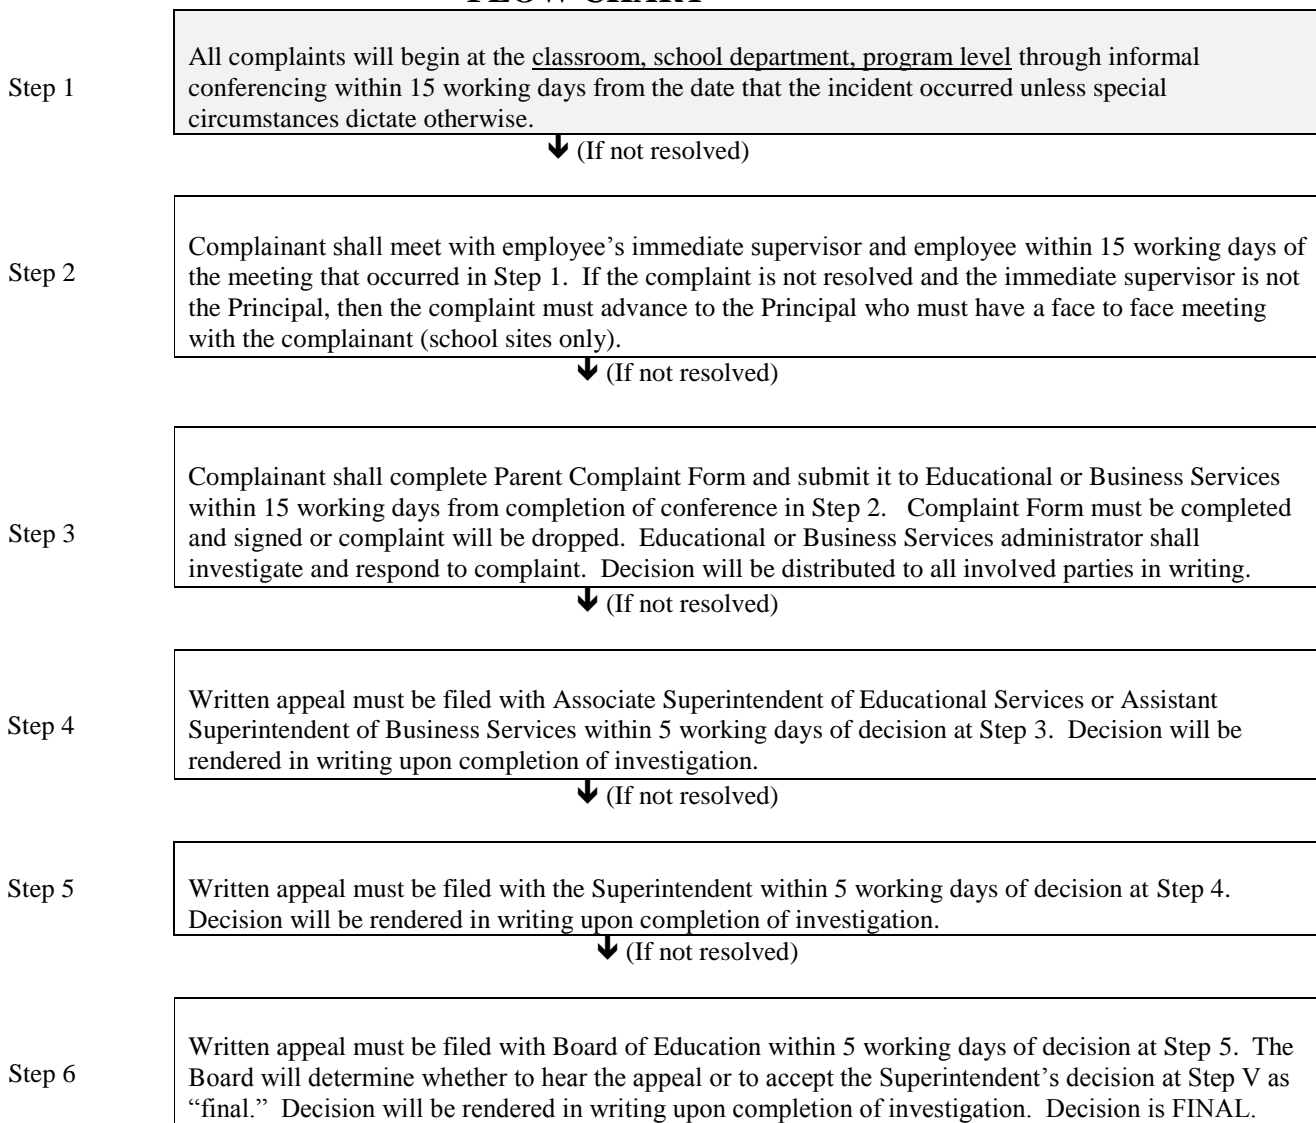 FLOW CHART
Step 1
All complaints will begin at the classroom, school department, program level through informal
conferencing within 15 working days from the date that the incident occurred unless special
circumstances dictate otherwise.
(If not resolved)
Step 2
Complainant shall meet with employee’s immediate supervisor and employee within 15 working days of
the meeting that occurred in Step 1. If the complaint is not resolved and the immediate supervisor is not
the Principal, then the complaint must advance to the Principal who must have a face to face meeting
with the complainant (school sites only).
(If not resolved)
Step 3
Complainant shall complete Parent Complaint Form and submit it to Educational or Business Services
within 15 working days from completion of conference in Step 2. Complaint Form must be completed
and signed or complaint will be dropped. Educational or Business Services administrator shall
investigate and respond to complaint. Decision will be distributed to all involved parties in writing.
(If not resolved)
Step 4
Written appeal must be filed with Associate Superintendent of Educational Services or Assistant
Superintendent of Business Services within 5 working days of decision at Step 3. Decision will be
rendered in writing upon completion of investigation.
(If not resolved)
Step 5
Written appeal must be filed with the Superintendent within 5 working days of decision at Step 4.
Decision will be rendered in writing upon completion of investigation.
(If not resolved)
Step 6
Written appeal must be filed with Board of Education within 5 working days of decision at Step 5. The
Board will determine whether to hear the appeal or to accept the Superintendent’s decision at Step V as
“final.” Decision will be rendered in writing upon completion of investigation. Decision is FINAL.